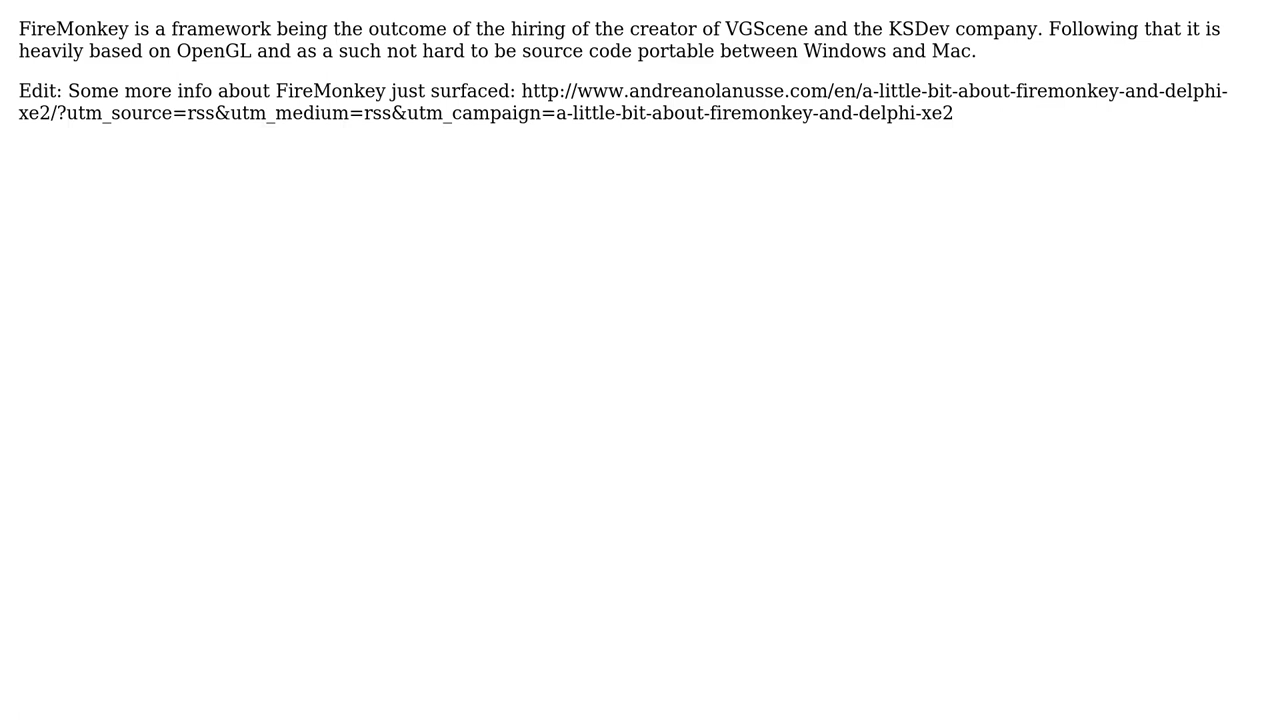 FireMonkey is a framework being the outcome of the hiring of the creator of VGScene and the KSDev company. Following that it is
heavily based on OpenGL and as a such not hard to be source code portable between Windows and Mac.
Edit: Some more info about FireMonkey just surfaced: http://www.andreanolanusse.com/en/a-little-bit-about-firemonkey-and-delphi-
xe2/?utm_source=rss&utm_medium=rss&utm_campaign=a-little-bit-about-firemonkey-and-delphi-xe2